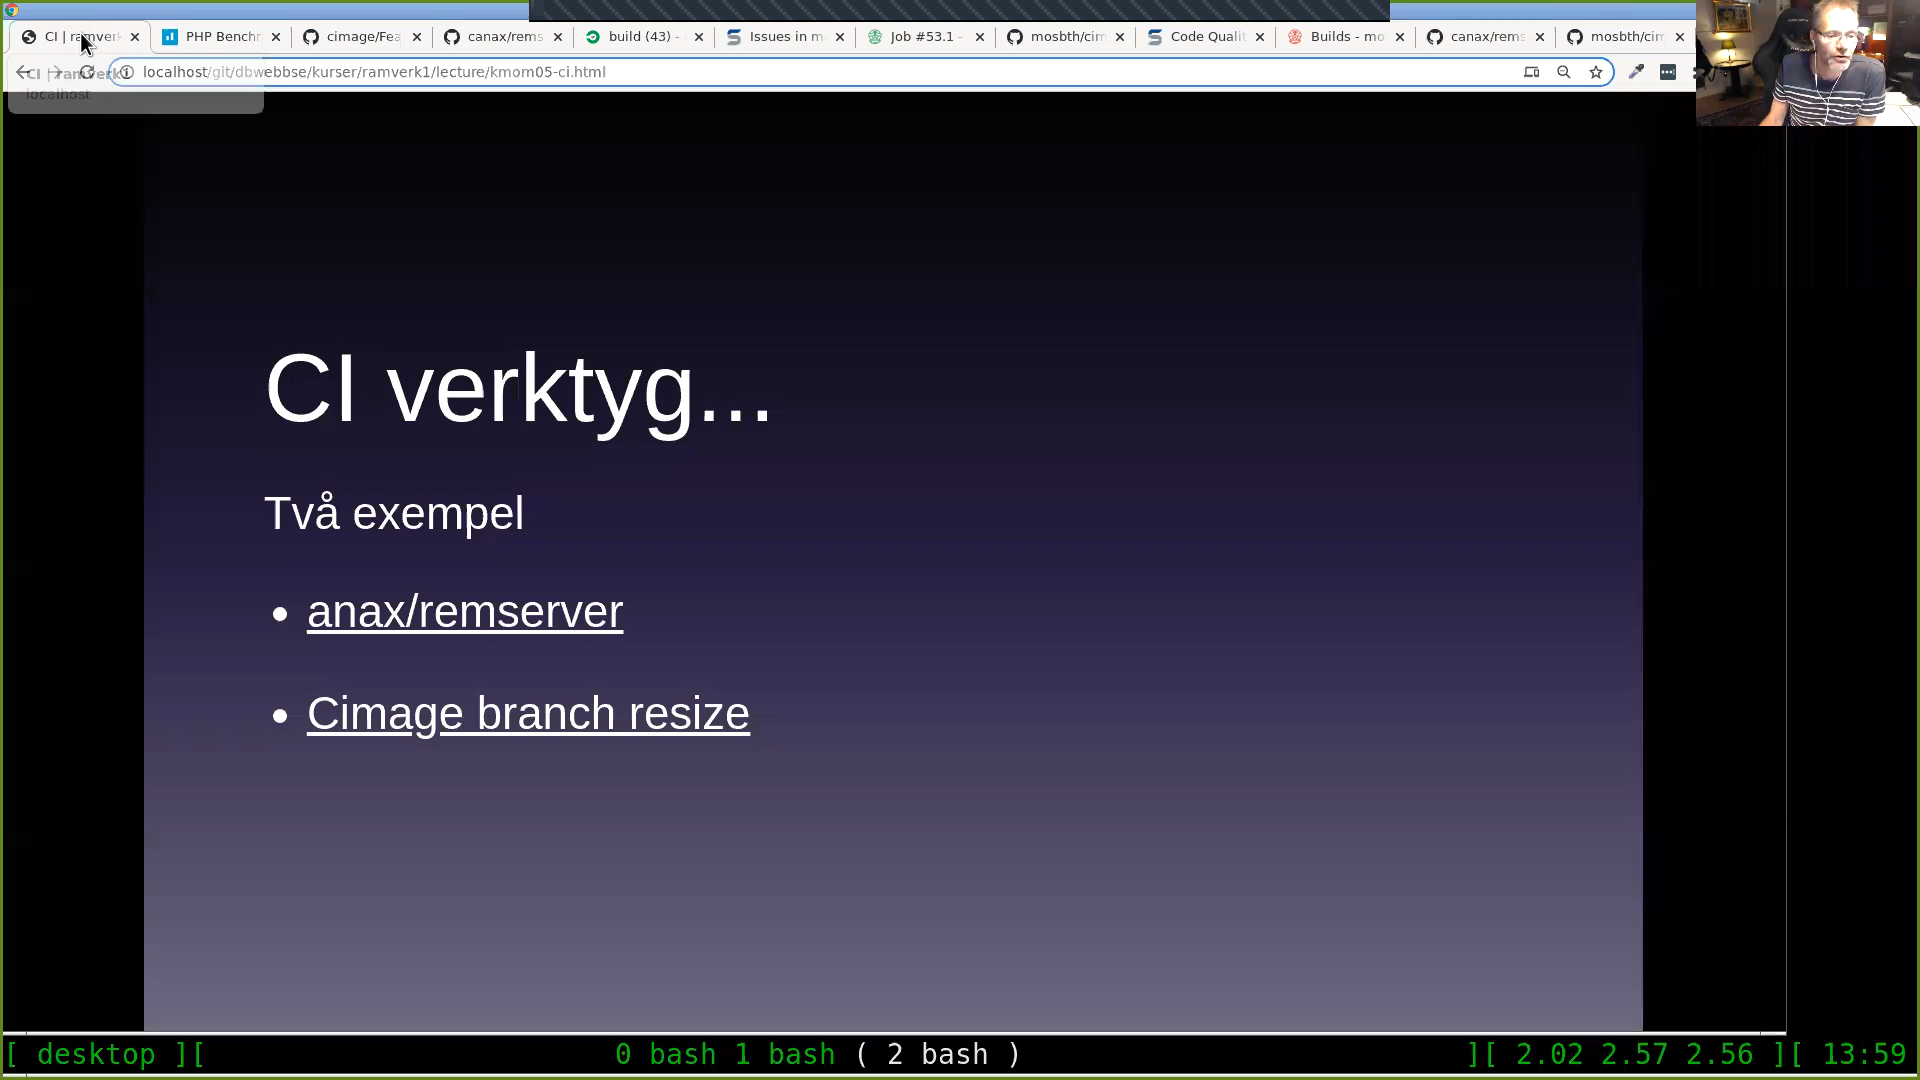 CI | ramverk
PHP Benchr
cimage/Fea
canax/rems
build (43) -
Issues in m
Job #53.1 -
mosbth/cim
Code Qualit
Builds - mo
canax/rems
mosbth/cim
localhost/git/dbwebbse/kurser/ramverk1/lecture/kmom05-ci.html
CI | ramverk
localhost
CI verktyg...
Två exempel
• anax/remserver
• Cimage branch resize
[ desktop ][ 0 bash 1 bash ( 2 bash ) ][ 2.02 2.57 2.56 ][ 13:59